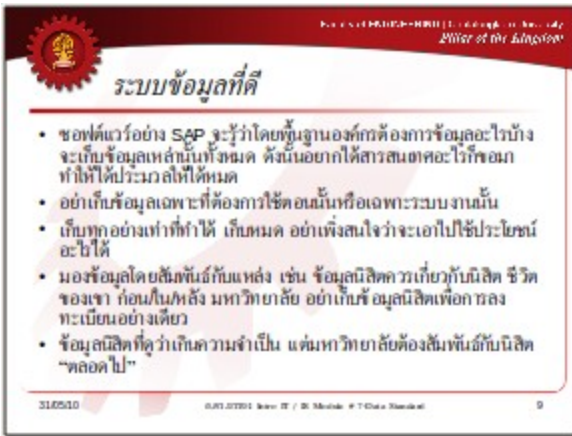 Faculty of ENGINEERING | Chulalongkorn University
Pillar of the Kingdom
ระบบข้อมูลที่ดี
• ซอฟต์แวร์อย่าง SAP จะรู้ว่าโดยพื้นฐานองค์กรต้องการข้อมูลอะไรบ้าง
จะเก็บข้อมูลเหล่านั้นทั้งหมด ดังนั้นอยากได้สารสนเทศอะไรก็ขอมา
ทำให้ได้ประมวลให้ได้หมด
• อย่าเก็บข้อมูลเฉพาะที่ต้องการใช้ตอนนั้นหรือเฉพาะระบบงานนั้น
• เก็บทุกอย่างเท่าที่ทำได้ เก็บหมด อย่าเพิ่งสนใจว่าจะเอาไปใช้ประโยชน์
อะไรได้
• มองข้อมูลโดยสัมพันธ์กับแหล่ง เช่น ข้อมูลนิสิตควรเกี่ยวกับนิสิต ชีวิต
ของเขา ก่อน/ใน/หลัง มหาวิทยาลัย อย่าเก็บข้อมูลนิสิตเพื่อการลง
ทะเบียนอย่างเดียว
• ข้อมูลนิสิตที่ดูว่าเกินความจำเป็น แต่มหาวิทยาลัยต้องสัมพันธ์กับนิสิต
“ตลอดไป”
31/05/10
Intro IT / IS Module # 7-Data Standard
9